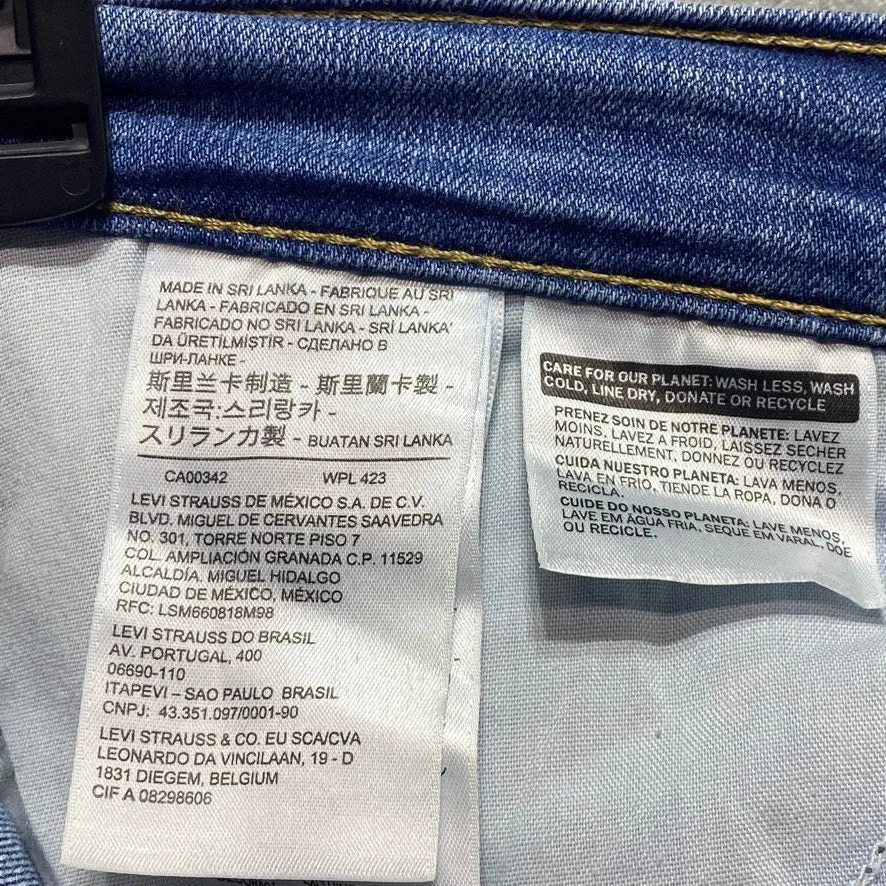 MADE IN SRI LANKA - FABRIQUE AU SRI
LANKA - FABRICADO EN SRI LANKA -
FABRICADO NO SRI LANKA - SRİ LANKA'
DA ÜRETİLMİŞTIR - СДЕЛАНО В
ШРИ-ЛАНКЕ -
斯里兰卡制造 - 斯里蘭卡製 -
제조국:스리랑카 -
スリランカ製 - BUATAN SRI LANKA
CA00342 WPL 423
LEVI STRAUSS DE MÉXICO S.A. DE C.V.
BLVD. MIGUEL DE CERVANTES SAAVEDRA
NO. 301, TORRE NORTE PISO 7
COL. AMPLIACIÓN GRANADA C.P. 11529
ALCALDÍA: MIGUEL HIDALGO
CIUDAD DE MÉXICO, MÉXICO
RFC: LSM660818M98
LEVI STRAUSS DO BRASIL
AV. PORTUGAL, 400
06690-110
ITAPEVI – SAO PAULO BRASIL
CNPJ: 43.351.097/0001-90
LEVI STRAUSS & CO. EU SCA/CVA
LEONARDO DA VINCILAAN, 19 - D
1831 DIEGEM, BELGIUM
CIF A 08298606
CARE FOR OUR PLANET: WASH LESS, WASH
COLD, LINE DRY, DONATE OR RECYCLE
PRENEZ SOIN DE NOTRE PLANETE: LAVEZ
MOINS, LAVEZ A FROID, LAISSEZ SECHER
NATURELLEMENT, DONNEZ OU RECYCLEZ
CUIDA NUESTRO PLANETA: LAVA MENOS,
LAVA EN FRIO, TIENDE LA ROPA, DONA O
RECICLA.
CUIDE DO NOSSO PLANETA: LAVE MENOS,
LAVE EM ÁGUA FRIA, SEQUE EM VARAL, DOE
OU RECICLE.